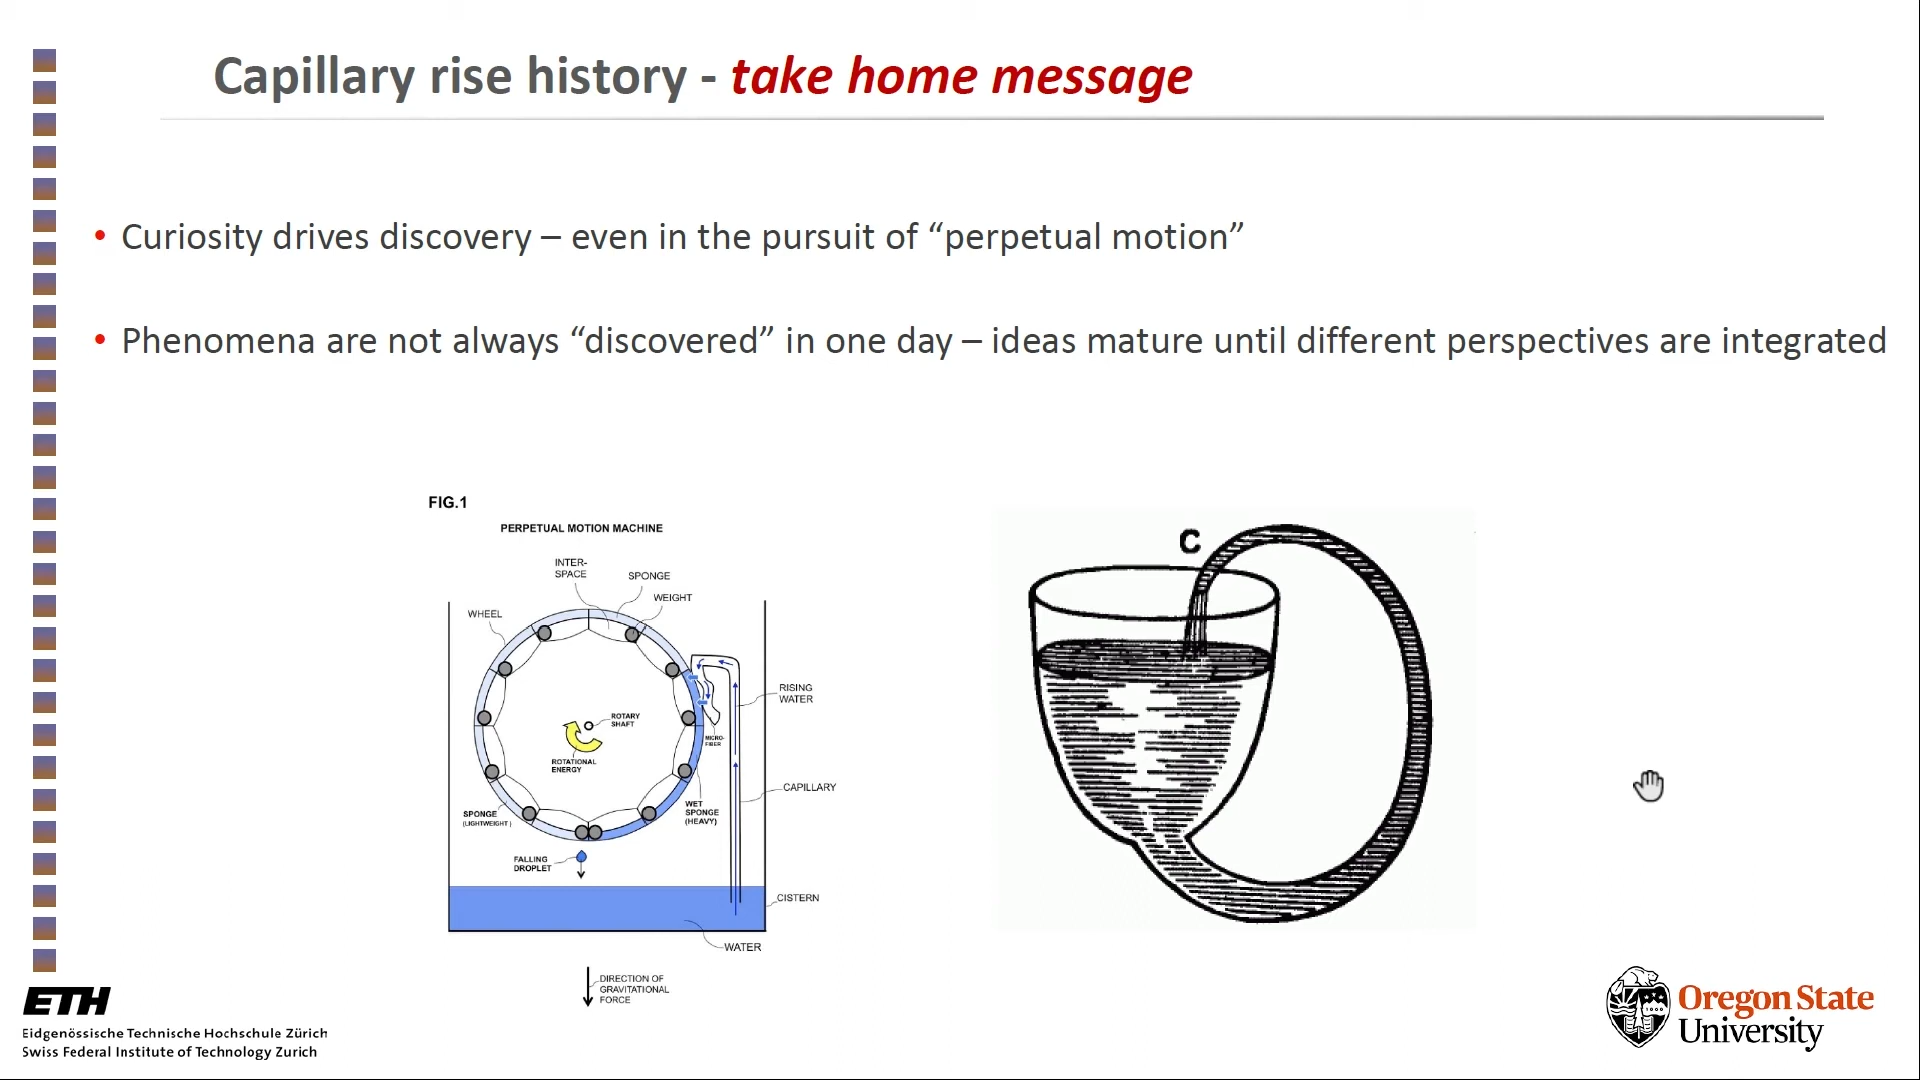 Capillary rise history - take home message
• Curiosity drives discovery – even in the pursuit of “perpetual motion”
• Phenomena are not always “discovered” in one day – ideas mature until different perspectives are integrated
FIG.1
PERPETUAL MOTION MACHINE
INTER-
SPACE
SPONGE
WEIGHT
WHEEL
RISING
WATER
ROTARY
SHAFT
MICRO-
FIBER
ROTATIONAL
ENERGY
CAPILLARY
WET
SPONGE
(HEAVY)
SPONGE
(LIGHTWEIGHT)
FALLING
DROPLET
CISTERN
WATER
DIRECTION OF
GRAVITATIONAL
FORCE
C
ETH
Eidgenössische Technische Hochschule Zürich
Swiss Federal Institute of Technology Zurich
Oregon State
University